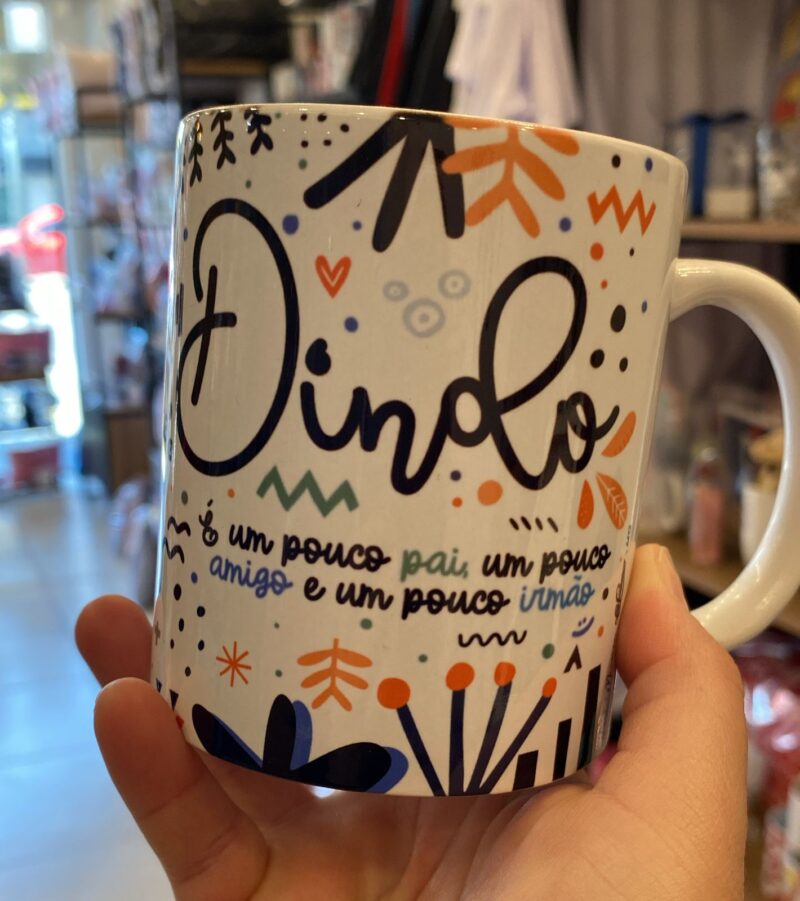 Dindo
É um pouco pai, um pouco
amigo e um pouco irmão